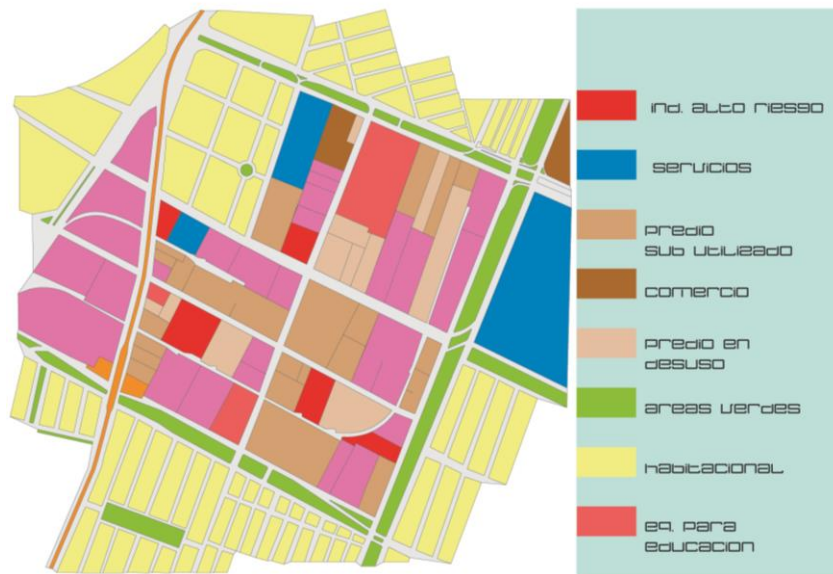 ind. alto riesgo
servicios
predio
sub utilizado
comercio
predio en
desuso
areas verdes
habitacional
eq. para
educacion